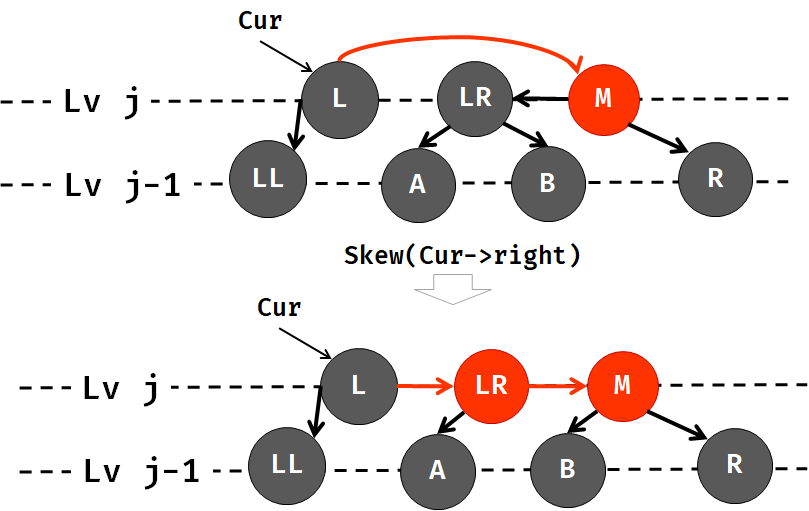 Cur
Lv j L LR M
Lv j-1 LL A B R
Skew(Cur->right)
Cur
Lv j L LR M
Lv j-1 LL A B R